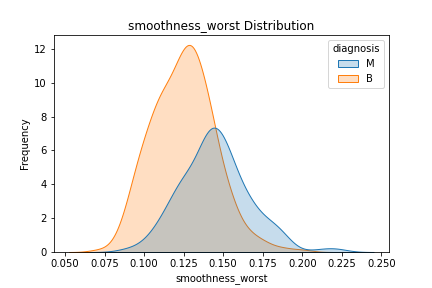 smoothness_worst Distribution
diagnosis
M
B
Frequency
12
10
8
6
4
2
0
0.050 0.075 0.100 0.125 0.150 0.175 0.200 0.225 0.250
smoothness_worst